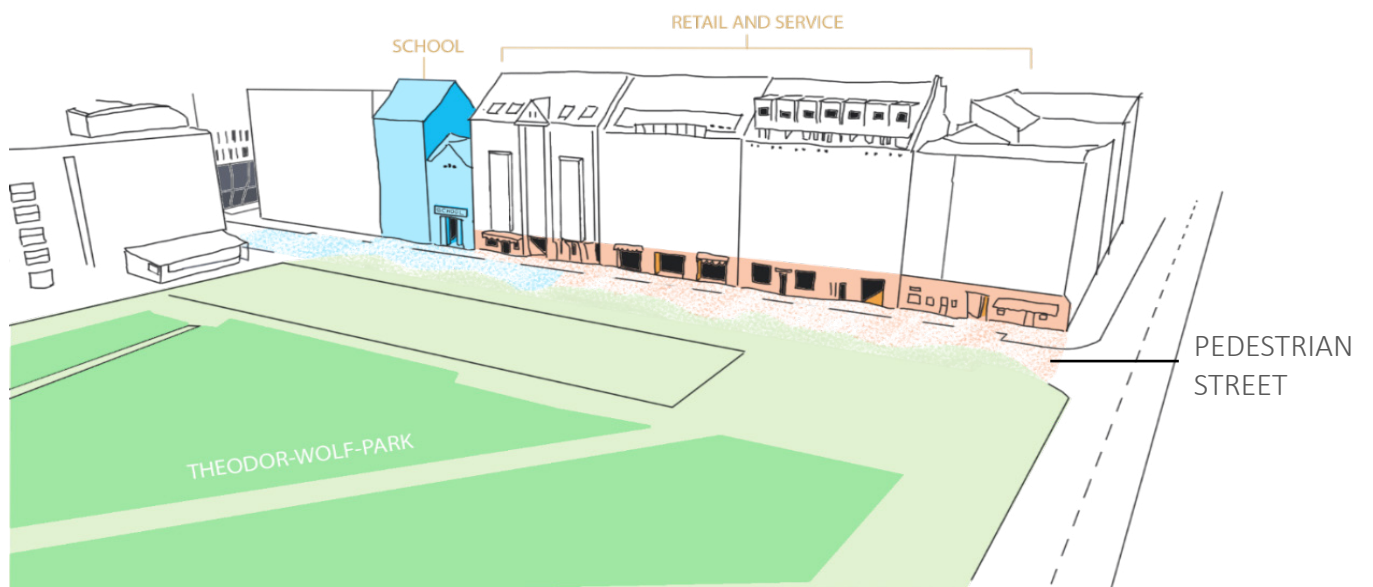 RETAIL AND SERVICE
SCHOOL
PEDESTRIAN
STREET
THEODOR-WOLF-PARK